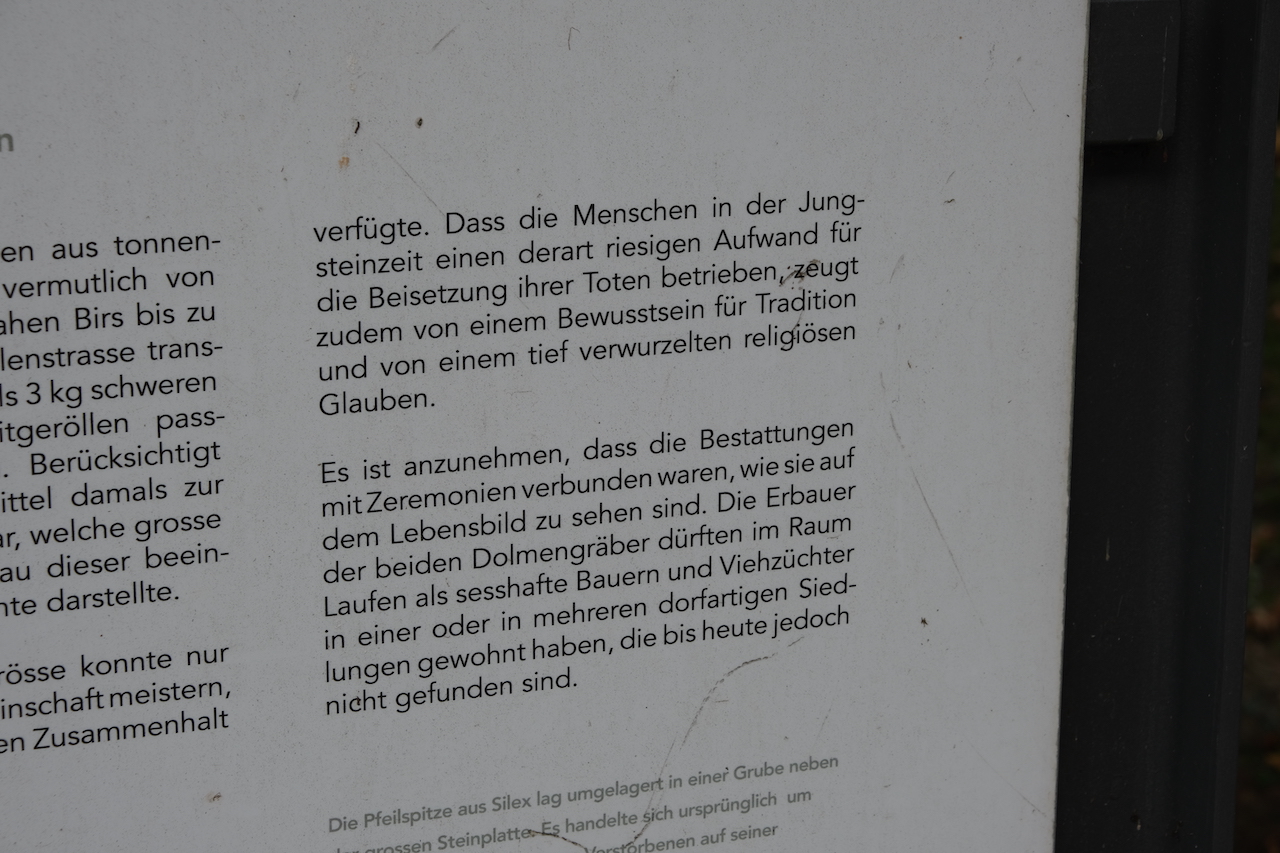 n
en aus tonnen-
vermutlich von
ahen Birs bis zu
lenstrasse trans-
ls 3 kg schweren
itgeröllen pass-
. Berücksichtigt
ittel damals zur
ar, welche grosse
au dieser beein-
nte darstellte.
rösse konnte nur
inschaft meistern,
en Zusammenhalt
verfügte. Dass die Menschen in der Jung-
steinzeit einen derart riesigen Aufwand für
die Beisetzung ihrer Toten betrieben, zeugt
zudem von einem Bewusstsein für Tradition
und von einem tief verwurzelten religiösen
Glauben.
Es ist anzunehmen, dass die Bestattungen
mit Zeremonien verbunden waren, wie sie auf
dem Lebensbild zu sehen sind. Die Erbauer
der beiden Dolmengräber dürften im Raum
Laufen als sesshafte Bauern und Viehzüchter
in einer oder in mehreren dorfartigen Sied-
lungen gewohnt haben, die bis heute jedoch
nicht gefunden sind.
Die Pfeilspitze aus Silex lag umgelagert in einer Grube neben
der grossen Steinplatte. Es handelte sich ursprünglich um
Verstorbenen auf seiner